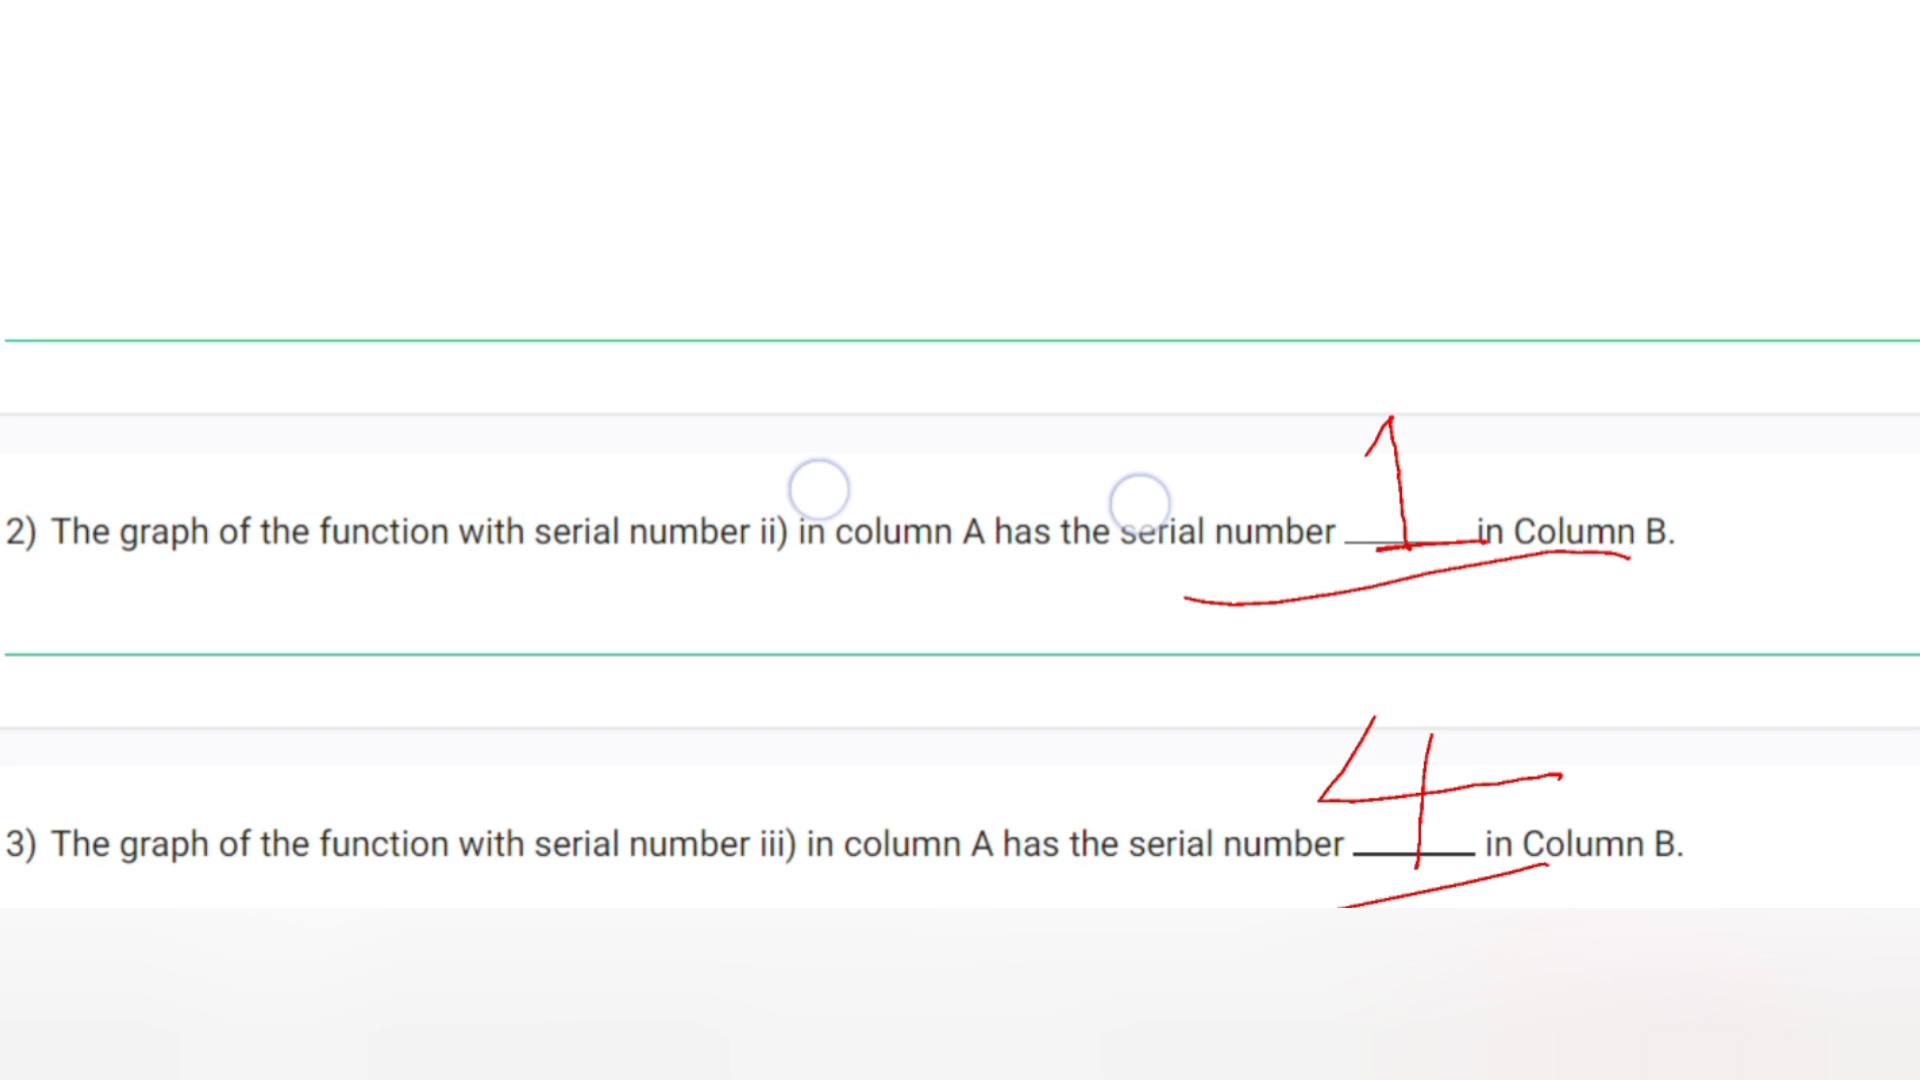 2) The graph of the function with serial number ii) in column A has the serial number 1 in Column B.
3) The graph of the function with serial number iii) in column A has the serial number 4 in Column B.